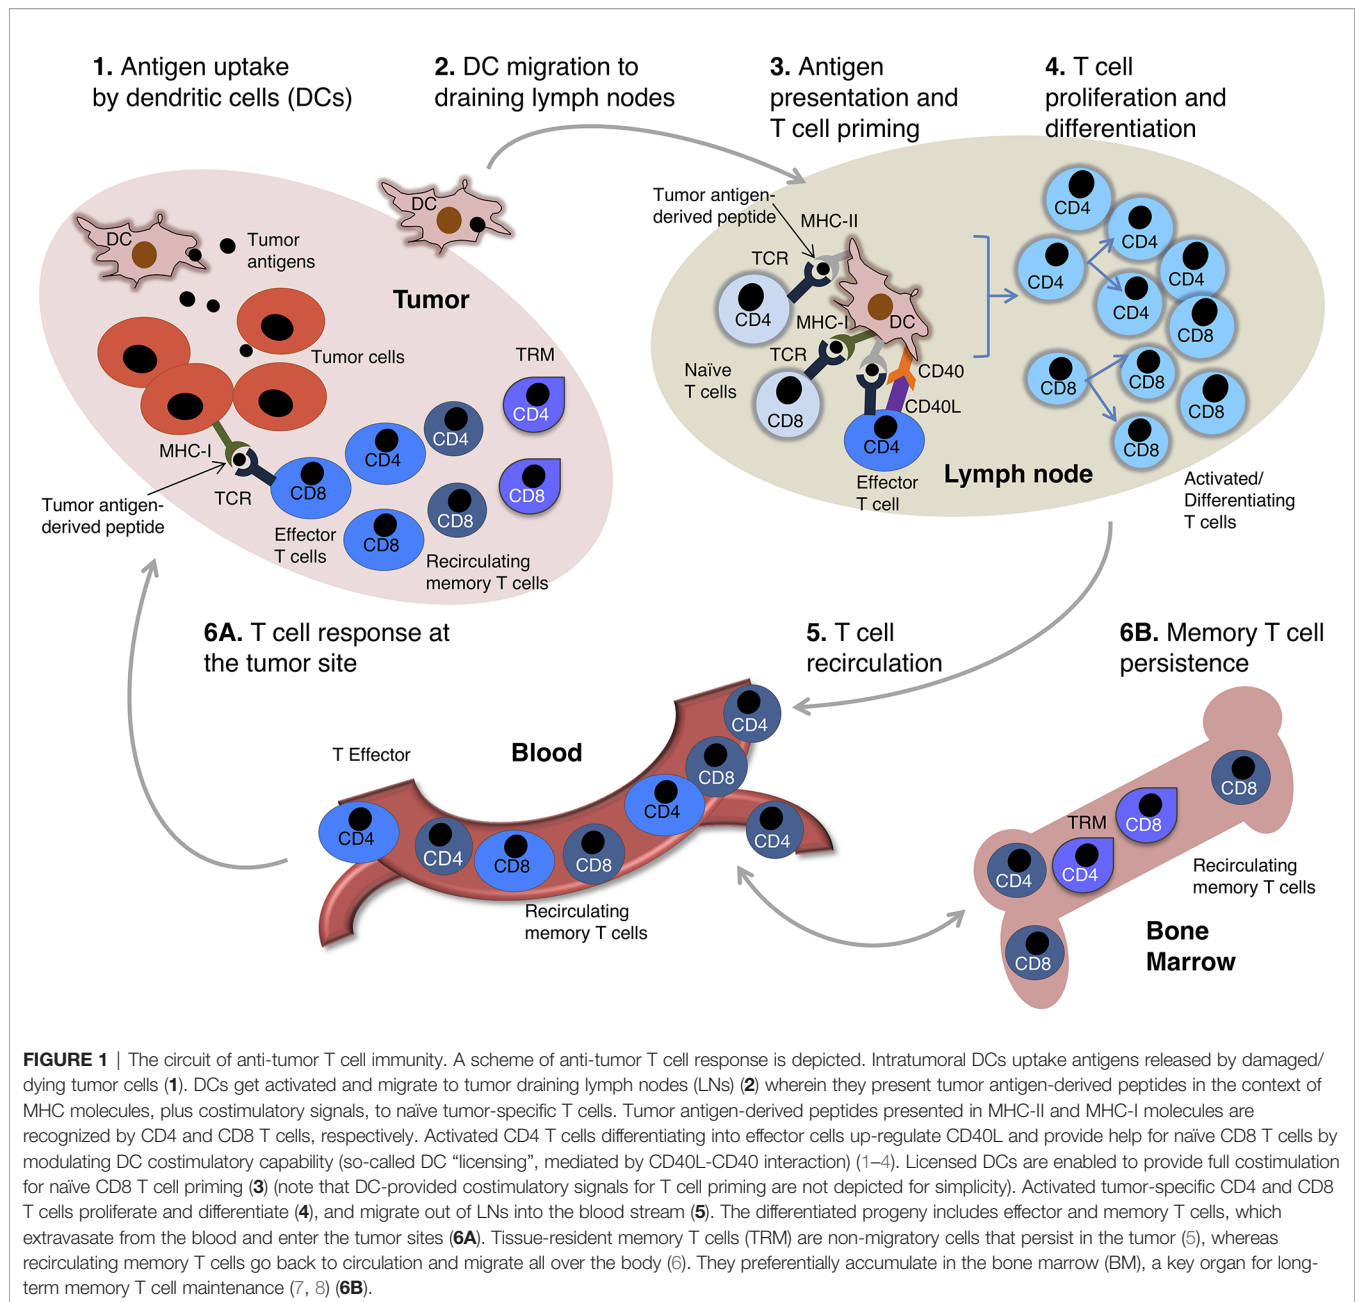 1. Antigen uptake
by dendritic cells (DCs)
2. DC migration to
draining lymph nodes
3. Antigen
presentation and
T cell priming
4. T cell
proliferation and
differentiation
DC
DC
Tumor
antigens
Tumor
Tumor cells
TRM
CD4
CD4
CD4
CD8
CD8
CD8
CD8
MHC-I
TCR
Tumor antigen-
derived peptide
Effector
T cells
Recirculating
memory T cells
Tumor antigen-
derived peptide
MHC-II
TCR
CD4
MHC-I
DC
TCR
Naïve
T cells
CD8
CD40
CD40L
CD4
Effector
T cell
Lymph node
CD4
CD4
CD4
CD4
CD4
CD8
CD8
CD8
CD8
CD8
Activated/
Differentiating
T cells
6A. T cell response at
the tumor site
5. T cell
recirculation
6B. Memory T cell
persistence
T Effector
Blood
CD4
CD8
CD4
CD4
CD4
CD4
CD8
CD8
Recirculating
memory T cells
CD8
TRM
CD8
CD4
CD4
CD8
Recirculating
memory T cells
Bone
Marrow
FIGURE 1 | The circuit of anti-tumor T cell immunity. A scheme of anti-tumor T cell response is depicted. Intratumoral DCs uptake antigens released by damaged/
dying tumor cells (1). DCs get activated and migrate to tumor draining lymph nodes (LNs) (2) wherein they present tumor antigen-derived peptides in the context of
MHC molecules, plus costimulatory signals, to naïve tumor-specific T cells. Tumor antigen-derived peptides presented in MHC-II and MHC-I molecules are
recognized by CD4 and CD8 T cells, respectively. Activated CD4 T cells differentiating into effector cells up-regulate CD40L and provide help for naïve CD8 T cells by
modulating DC costimulatory capability (so-called DC “licensing”, mediated by CD40L-CD40 interaction) (1–4). Licensed DCs are enabled to provide full costimulation
for naïve CD8 T cell priming (3) (note that DC-provided costimulatory signals for T cell priming are not depicted for simplicity). Activated tumor-specific CD4 and CD8
T cells proliferate and differentiate (4), and migrate out of LNs into the blood stream (5). The differentiated progeny includes effector and memory T cells, which
extravasate from the blood and enter the tumor sites (6A). Tissue-resident memory T cells (TRM) are non-migratory cells that persist in the tumor (5), whereas
recirculating memory T cells go back to circulation and migrate all over the body (6). They preferentially accumulate in the bone marrow (BM), a key organ for long-
term memory T cell maintenance (7, 8) (6B).